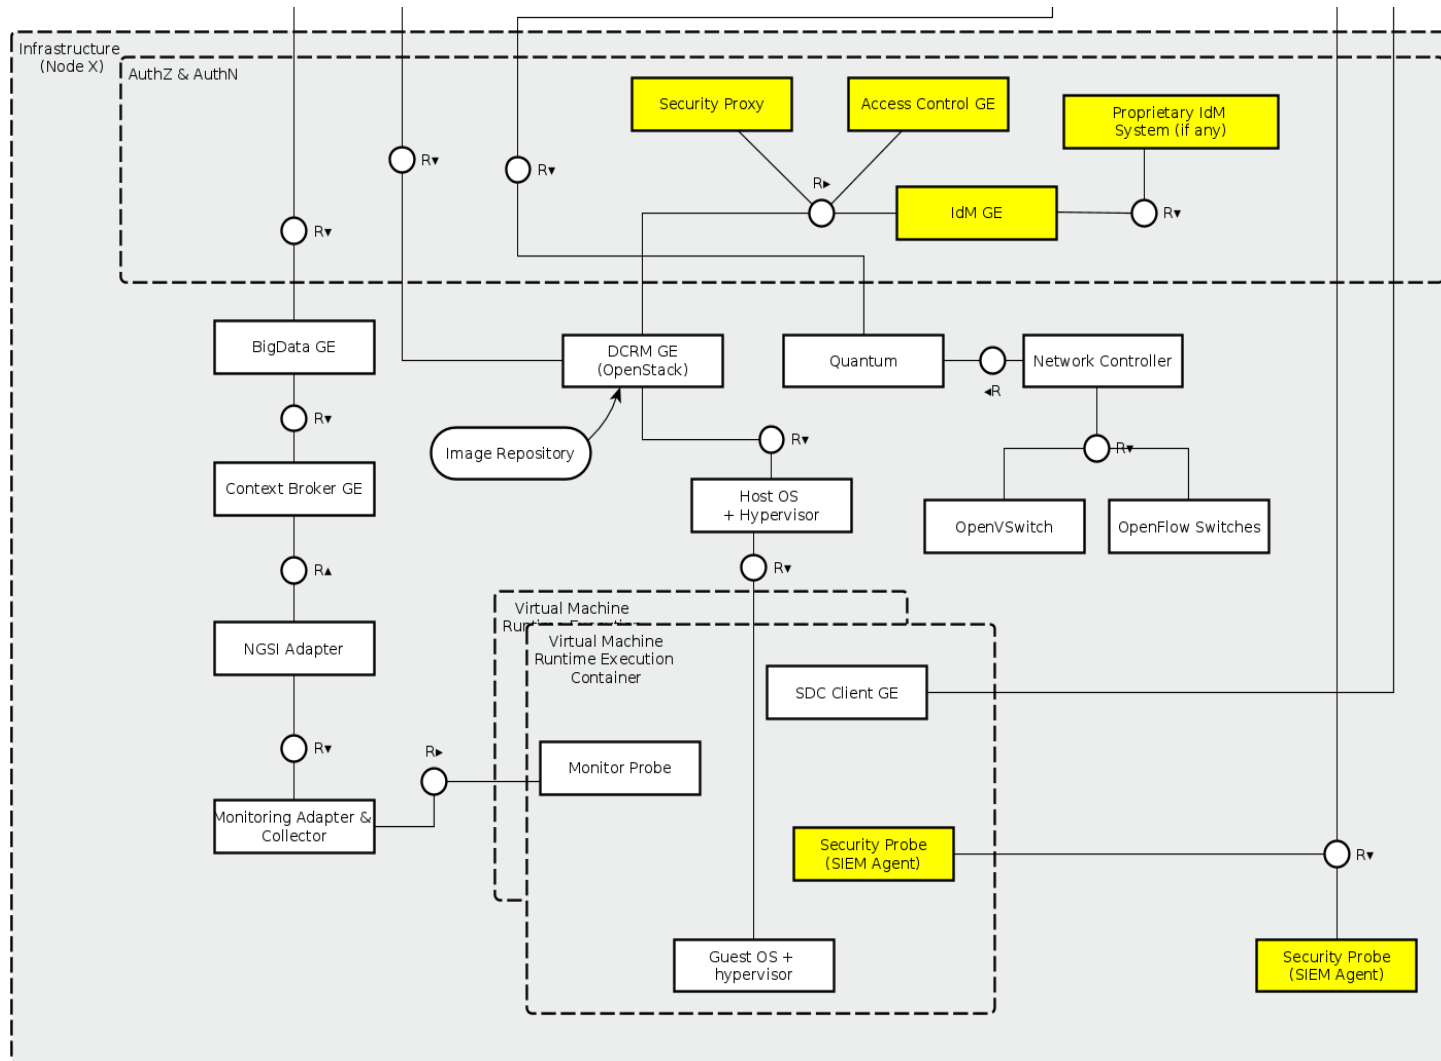 Infrastructure
(Node X)
AuthZ & AuthN
Security Proxy
Access Control GE
Proprietary IdM
System (if any)
R▾
R▾
R▸
IdM GE
R▾
R▾
BigData GE
DCRM GE
(OpenStack)
Quantum
Network Controller
◂R
R▾
Image Repository
R▾
R▾
Context Broker GE
Host OS
+ Hypervisor
OpenVSwitch
OpenFlow Switches
R▴
R▾
Virtual Machine
Runtime Execution
Virtual Machine
Runtime Execution
Container
NGSI Adapter
SDC Client GE
R▾
R▸
Monitor Probe
Monitoring Adapter &
Collector
Security Probe
(SIEM Agent)
R▾
Guest OS +
hypervisor
Security Probe
(SIEM Agent)